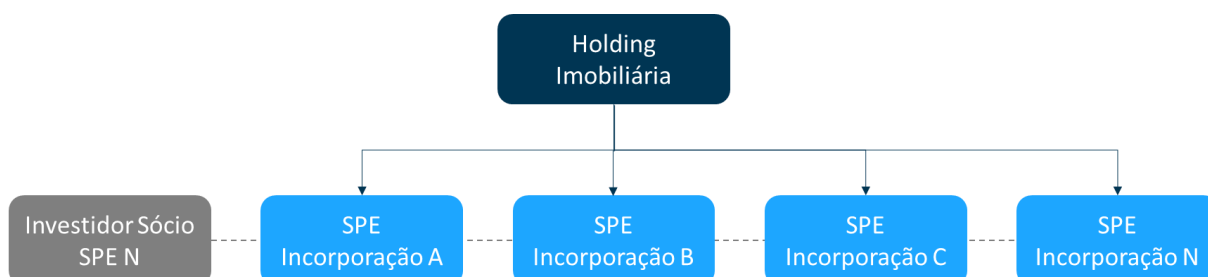 Holding
Imobiliária
Investidor Sócio
SPE N
SPE
Incorporação A
SPE
Incorporação B
SPE
Incorporação C
SPE
Incorporação N